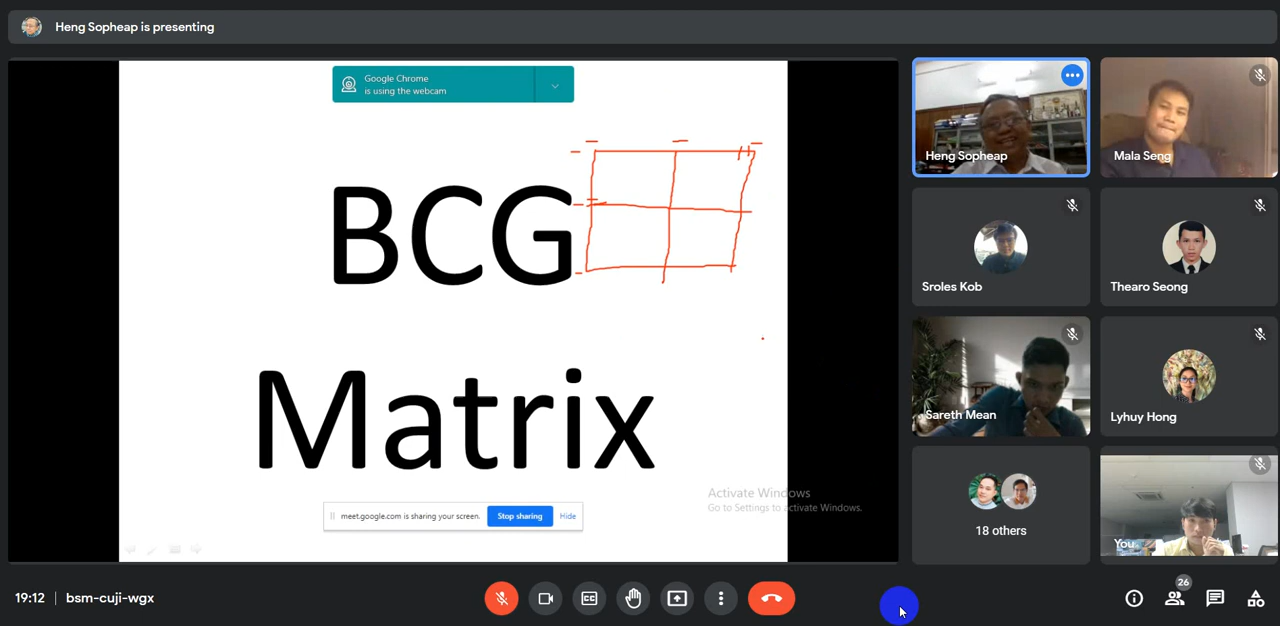 Heng Sopheap is presenting
Google Chrome
is using the webcam
BCG
Matrix
Activate Windows
Go to Settings to activate Windows.
meet.google.com is sharing your screen.
Stop sharing
Hide
Heng Sopheap
Mala Seng
Sroles Kob
Thearo Seong
Sareth Mean
Lyhuy Hong
18 others
You
19:12
bsm-cuji-wgx
CC
26